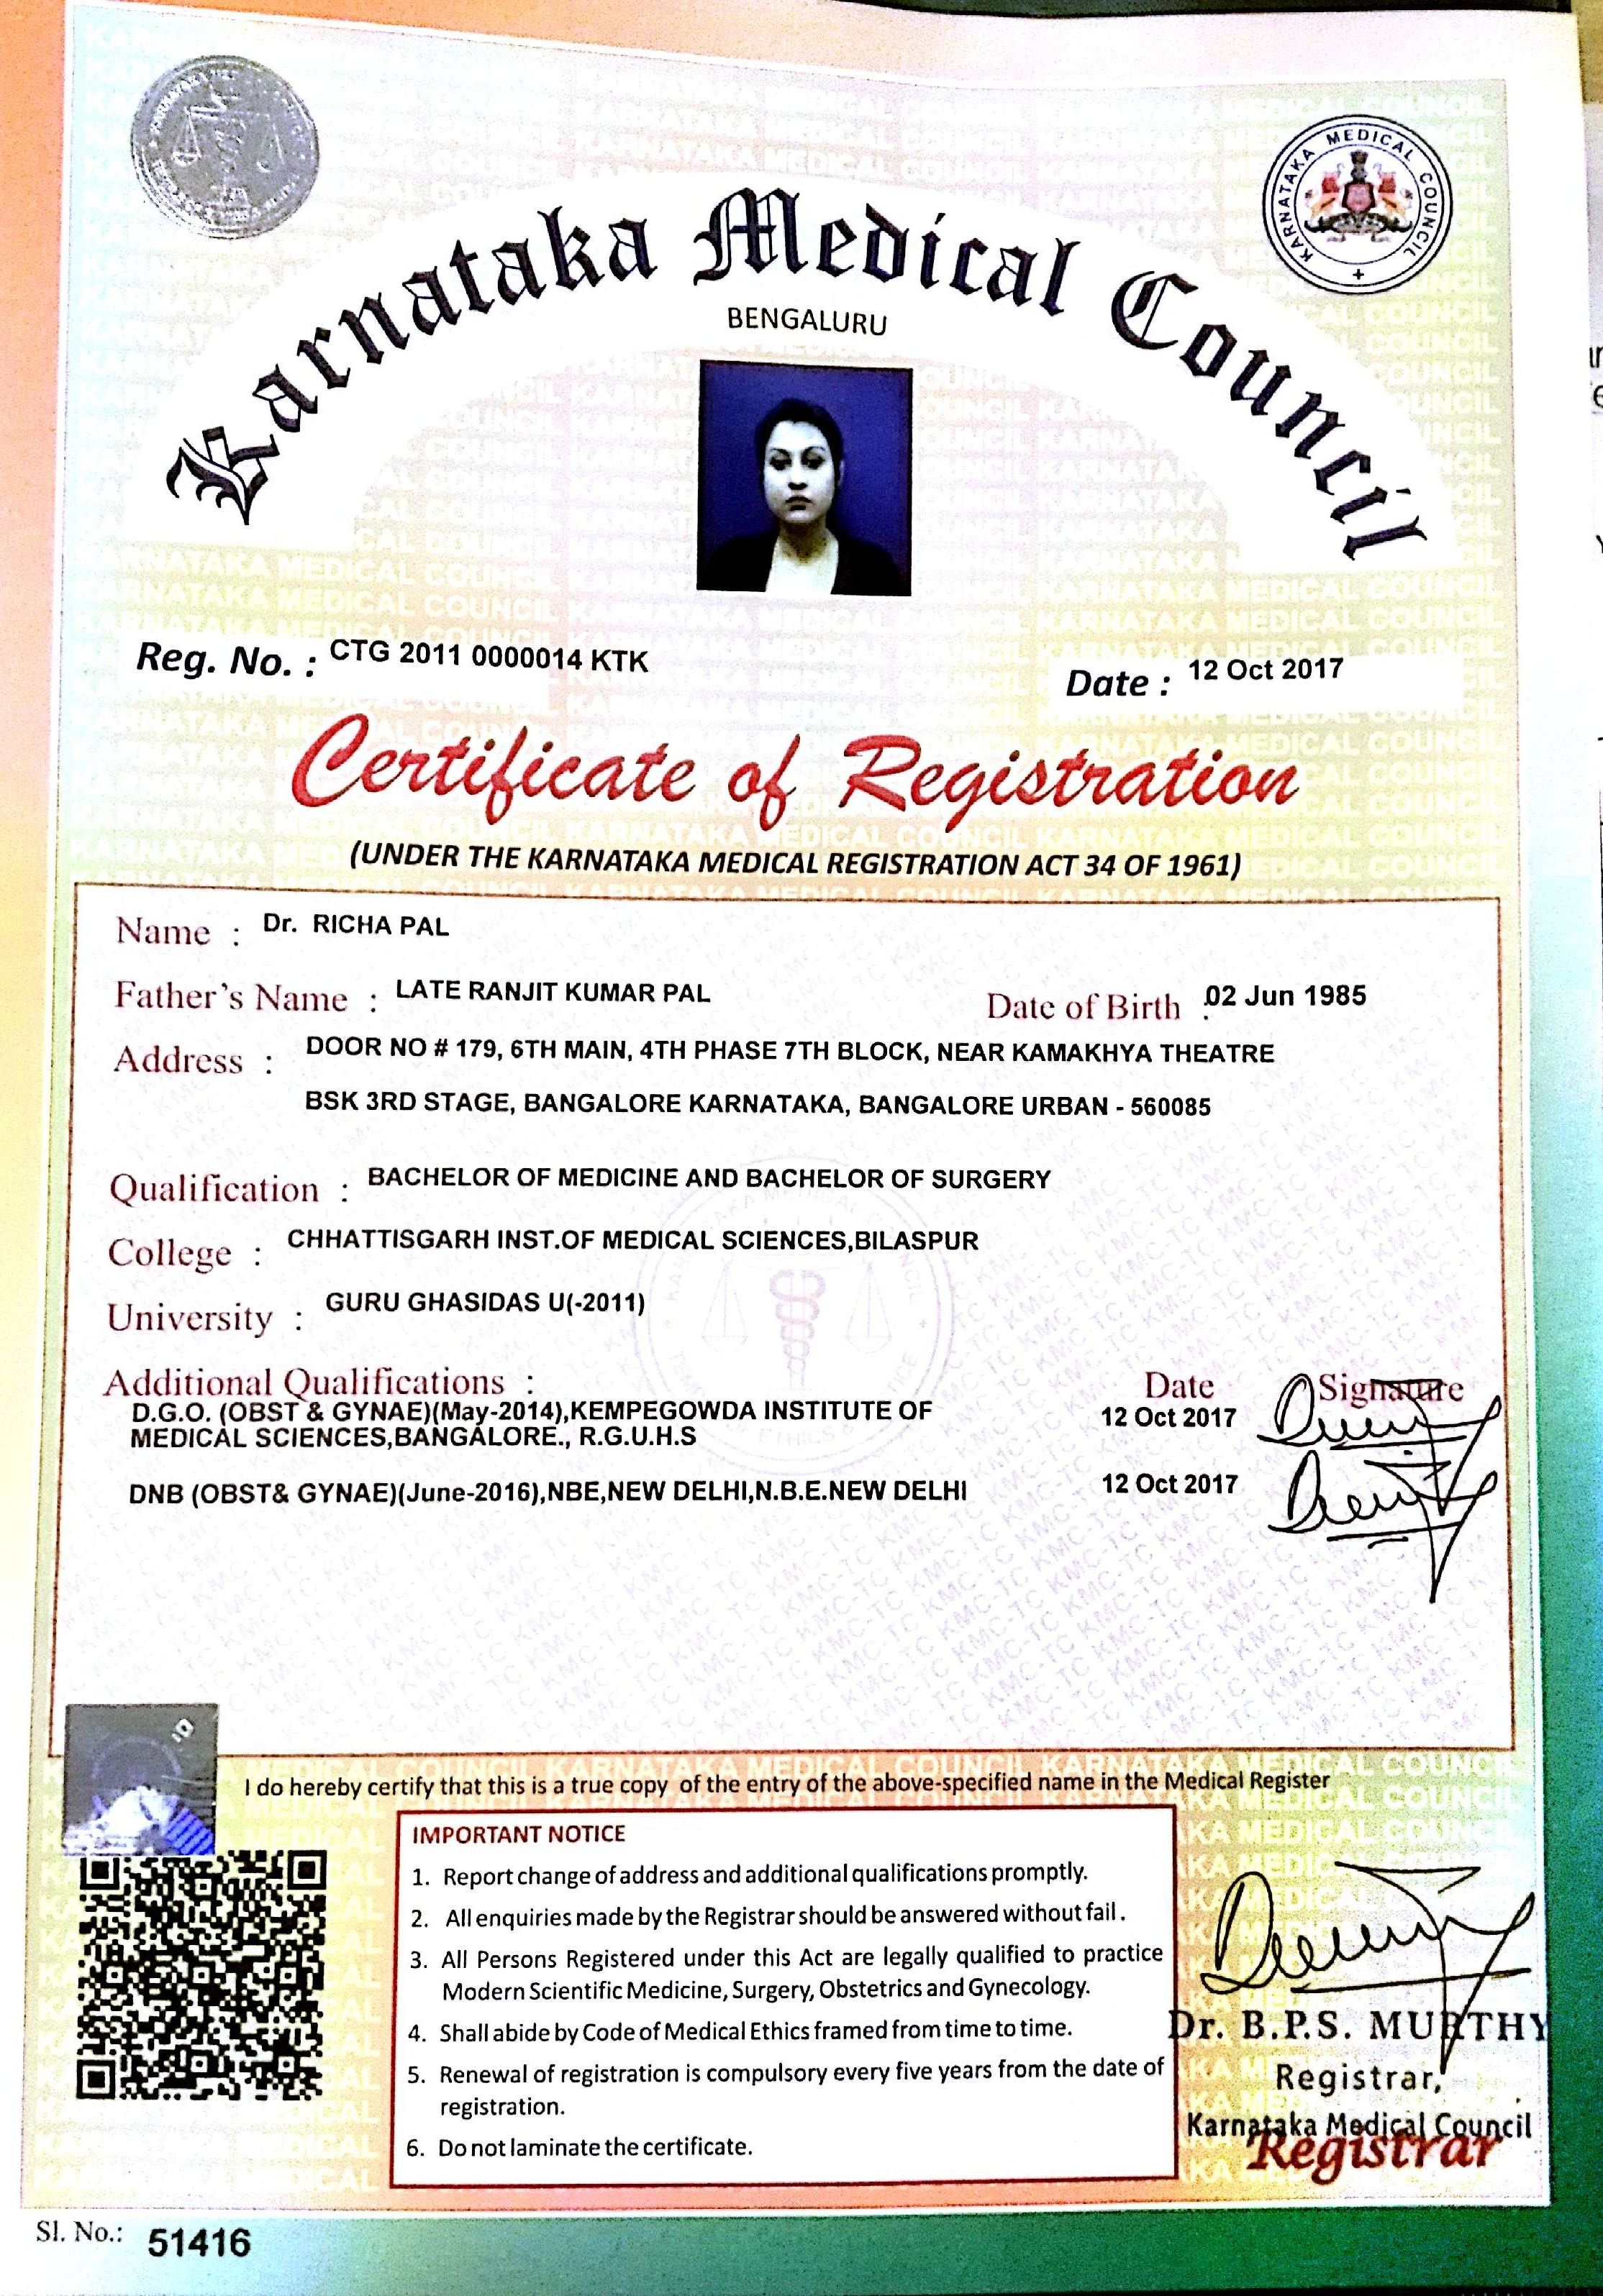 KARNATAKA MEDICAL COUNCIL
Karnataka Medical Council
BENGALURU
Reg. No. : CTG 2011 0000014 KTK
Date : 12 Oct 2017
Certificate of Registration
(UNDER THE KARNATAKA MEDICAL REGISTRATION ACT 34 OF 1961)
Name : Dr. RICHA PAL
Father's Name : LATE RANJIT KUMAR PAL Date of Birth : 02 Jun 1985
Address : DOOR NO # 179, 6TH MAIN, 4TH PHASE 7TH BLOCK, NEAR KAMAKHYA THEATRE
BSK 3RD STAGE, BANGALORE KARNATAKA, BANGALORE URBAN - 560085
Qualification : BACHELOR OF MEDICINE AND BACHELOR OF SURGERY
College : CHHATTISGARH INST.OF MEDICAL SCIENCES,BILASPUR
University : GURU GHASIDAS U(-2011)
Additional Qualifications : Date Signature
D.G.O. (OBST & GYNAE)(May-2014),KEMPEGOWDA INSTITUTE OF 12 Oct 2017
MEDICAL SCIENCES,BANGALORE., R.G.U.H.S
DNB (OBST& GYNAE)(June-2016),NBE,NEW DELHI,N.B.E.NEW DELHI 12 Oct 2017
I do hereby certify that this is a true copy of the entry of the above-specified name in the Medical Register
IMPORTANT NOTICE
1. Report change of address and additional qualifications promptly.
2. All enquiries made by the Registrar should be answered without fail.
3. All Persons Registered under this Act are legally qualified to practice
Modern Scientific Medicine, Surgery, Obstetrics and Gynecology.
4. Shall abide by Code of Medical Ethics framed from time to time.
5. Renewal of registration is compulsory every five years from the date of
registration.
6. Do not laminate the certificate.
Dr. B.P.S. MURTHY
Registrar,
Karnataka Medical Council
Registrar
Sl. No.: 51416